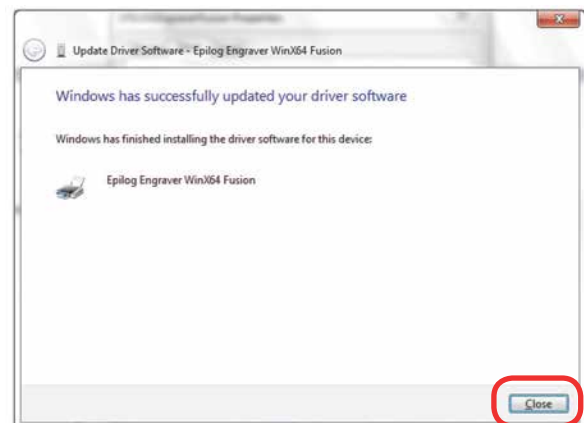 Update Driver Software - Epilog Engraver WinX64 Fusion
Windows has successfully updated your driver software
Windows has finished installing the driver software for this device:
Epilog Engraver WinX64 Fusion
Close